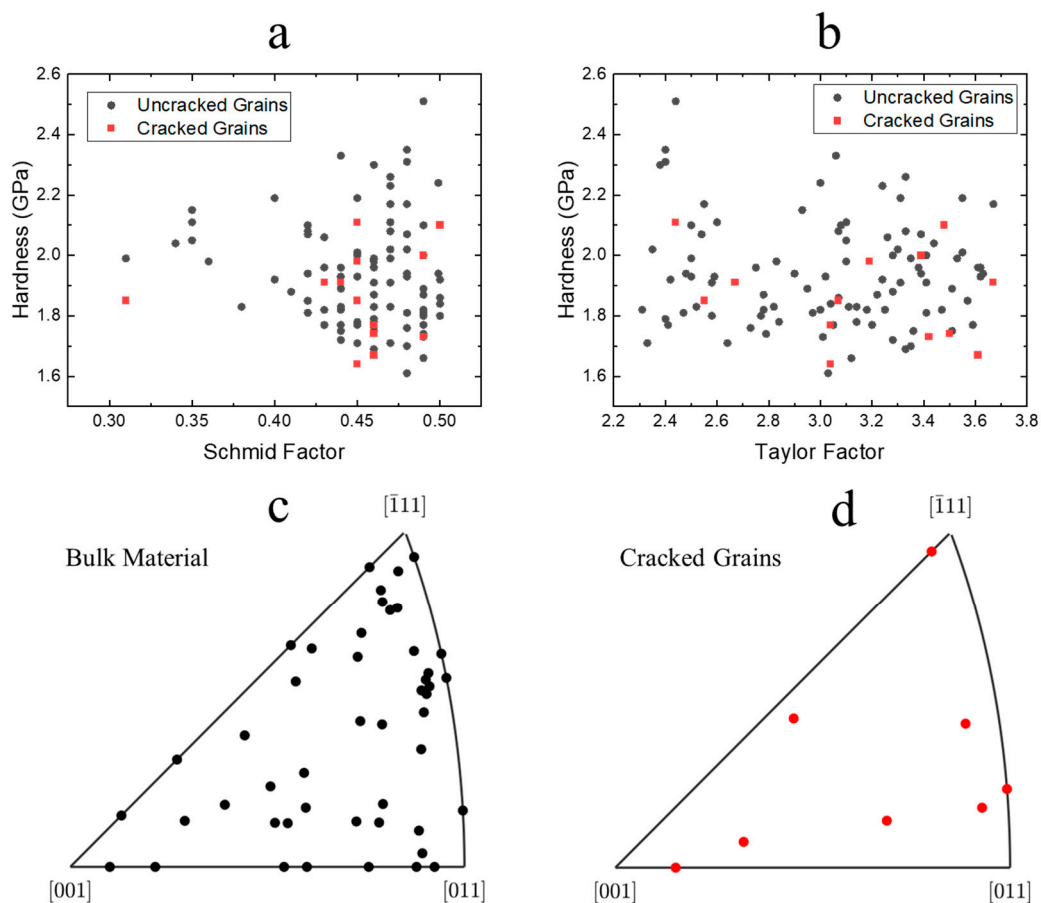 a
2.6
2.4
2.2
2.0
1.8
1.6
Hardness (GPa)
Uncracked Grains
Cracked Grains
0.30 0.35 0.40 0.45 0.50
Schmid Factor
b
2.6
2.4
2.2
2.0
1.8
1.6
Hardness (GPa)
Uncracked Grains
Cracked Grains
2.2 2.4 2.6 2.8 3.0 3.2 3.4 3.6 3.8
Taylor Factor
c
Bulk Material
[1̄11]
[001] [011]
d
Cracked Grains
[1̄11]
[001] [011]